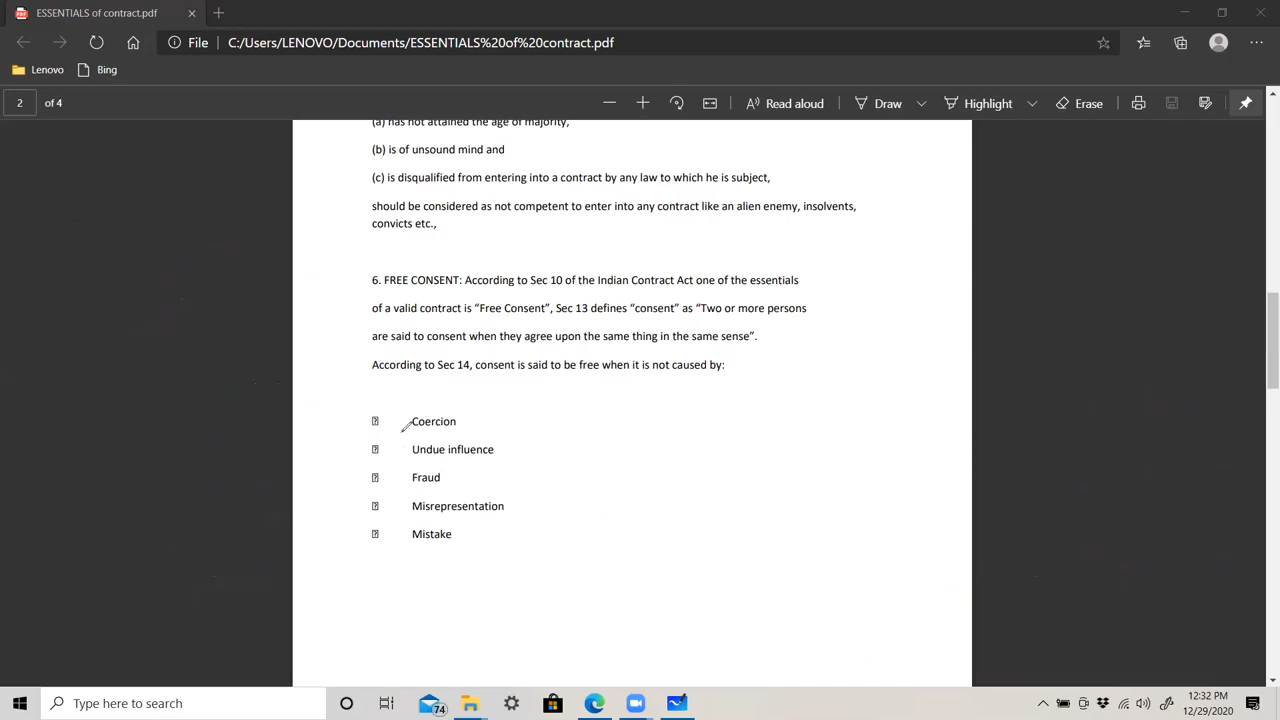 ESSENTIALS of contract.pdf
File
C:/Users/LENOVO/Documents/ESSENTIALS%20of%20contract.pdf
Lenovo
Bing
2 of 4
Read aloud
Draw
Highlight
Erase
(a) has not attained the age of majority,
(b) is of unsound mind and
(c) is disqualified from entering into a contract by any law to which he is subject,
should be considered as not competent to enter into any contract like an alien enemy, insolvents,
convicts etc.,
6. FREE CONSENT: According to Sec 10 of the Indian Contract Act one of the essentials
of a valid contract is “Free Consent”, Sec 13 defines “consent” as “Two or more persons
are said to consent when they agree upon the same thing in the same sense”.
According to Sec 14, consent is said to be free when it is not caused by:
Coercion
Undue influence
Fraud
Misrepresentation
Mistake
Type here to search
74
12:32 PM
12/29/2020